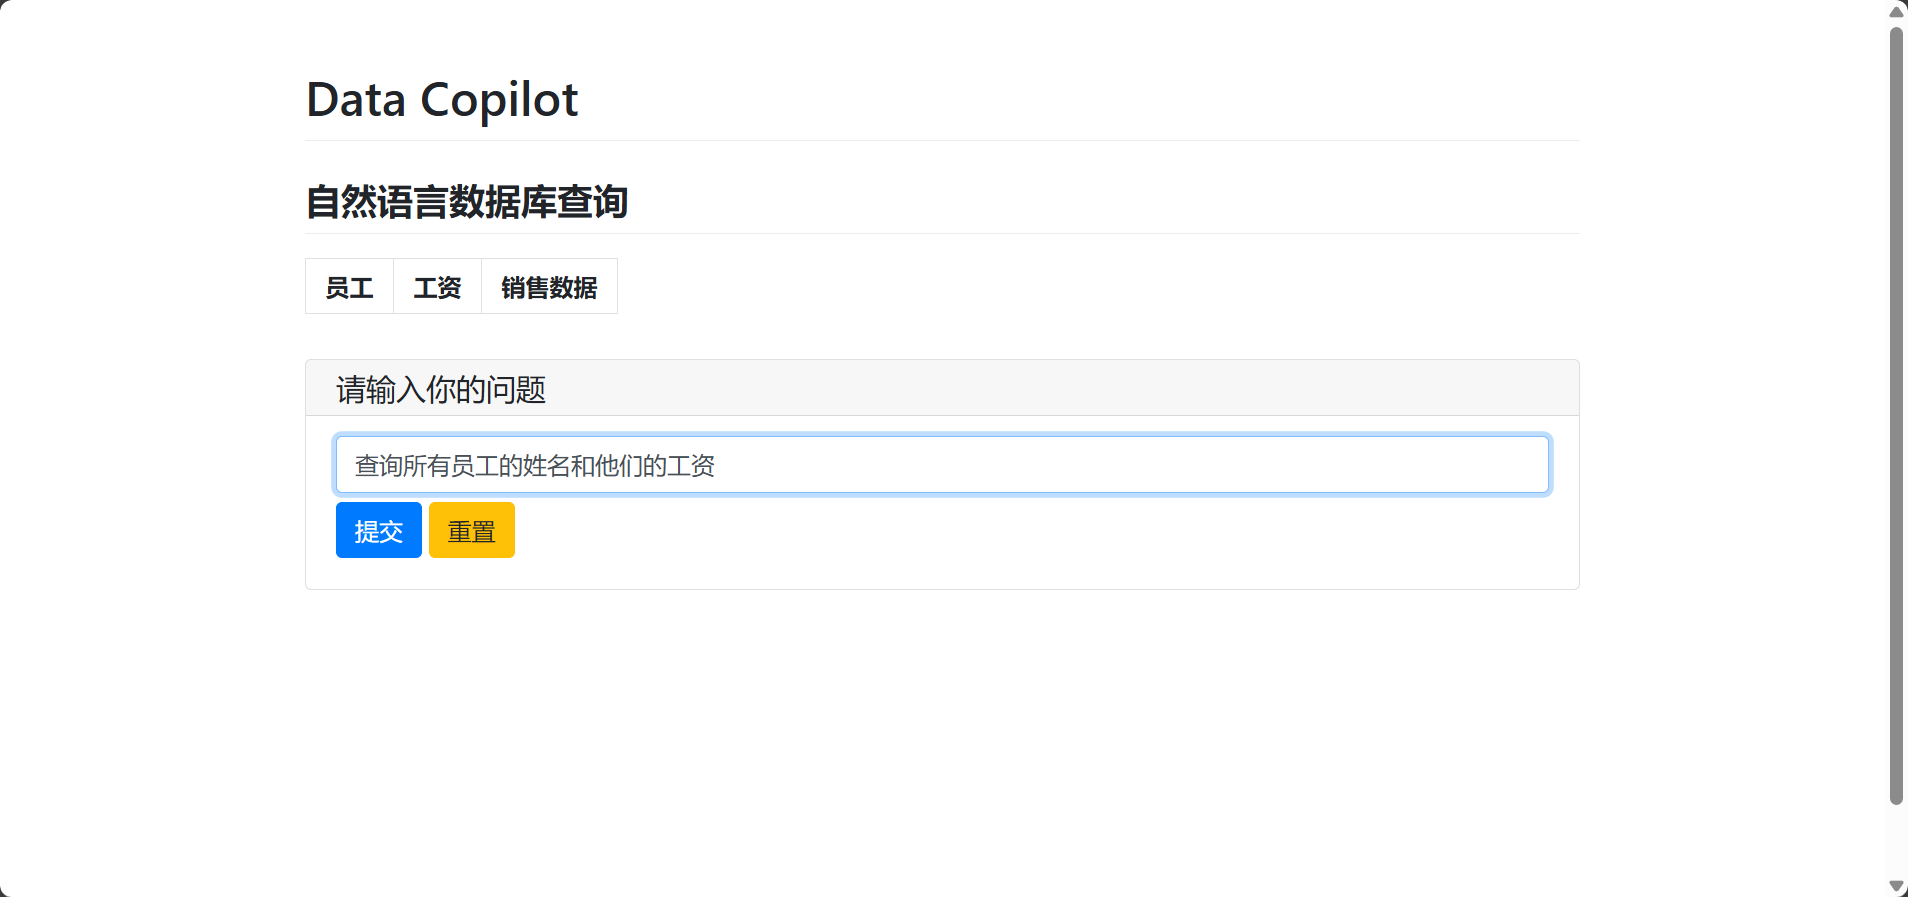 Data Copilot
自然语言数据库查询
员工 工资 销售数据
请输入你的问题
查询所有员工的姓名和他们的工资
提交 重置